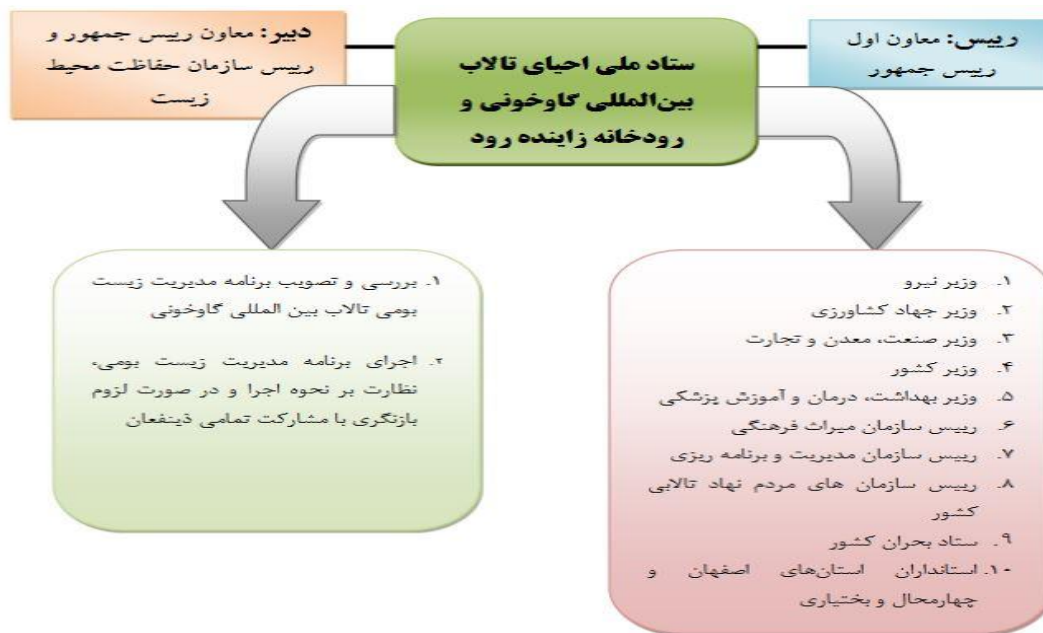 رییس: معاون اول
رییس جمهور
ستاد ملی احیای تالاب
بین‌المللی گاوخونی و
رودخانه زاینده رود
دبیر: معاون رییس جمهور و
رییس سازمان حفاظت محیط
زیست
۱. وزیر نیرو
۲. وزیر جهاد کشاورزی
۳. وزیر صنعت، معدن و تجارت
۴. وزیر کشور
۵. وزیر بهداشت، درمان و آموزش پزشکی
۶. رییس سازمان میراث فرهنگی
۷. رییس سازمان مدیریت و برنامه ریزی
۸. رییس سازمان های مردم نهاد تالابی
کشور
۹. ستاد بحران کشور
۱۰. استانداران استان‌های اصفهان و
چهارمحال و بختیاری
۱. بررسی و تصویب برنامه مدیریت زیست
بومی تالاب بین المللی گاوخونی
۲. اجرای برنامه مدیریت زیست بومی،
نظارت بر نحوه اجرا و در صورت لزوم
بازنگری با مشارکت تمامی ذینفعان